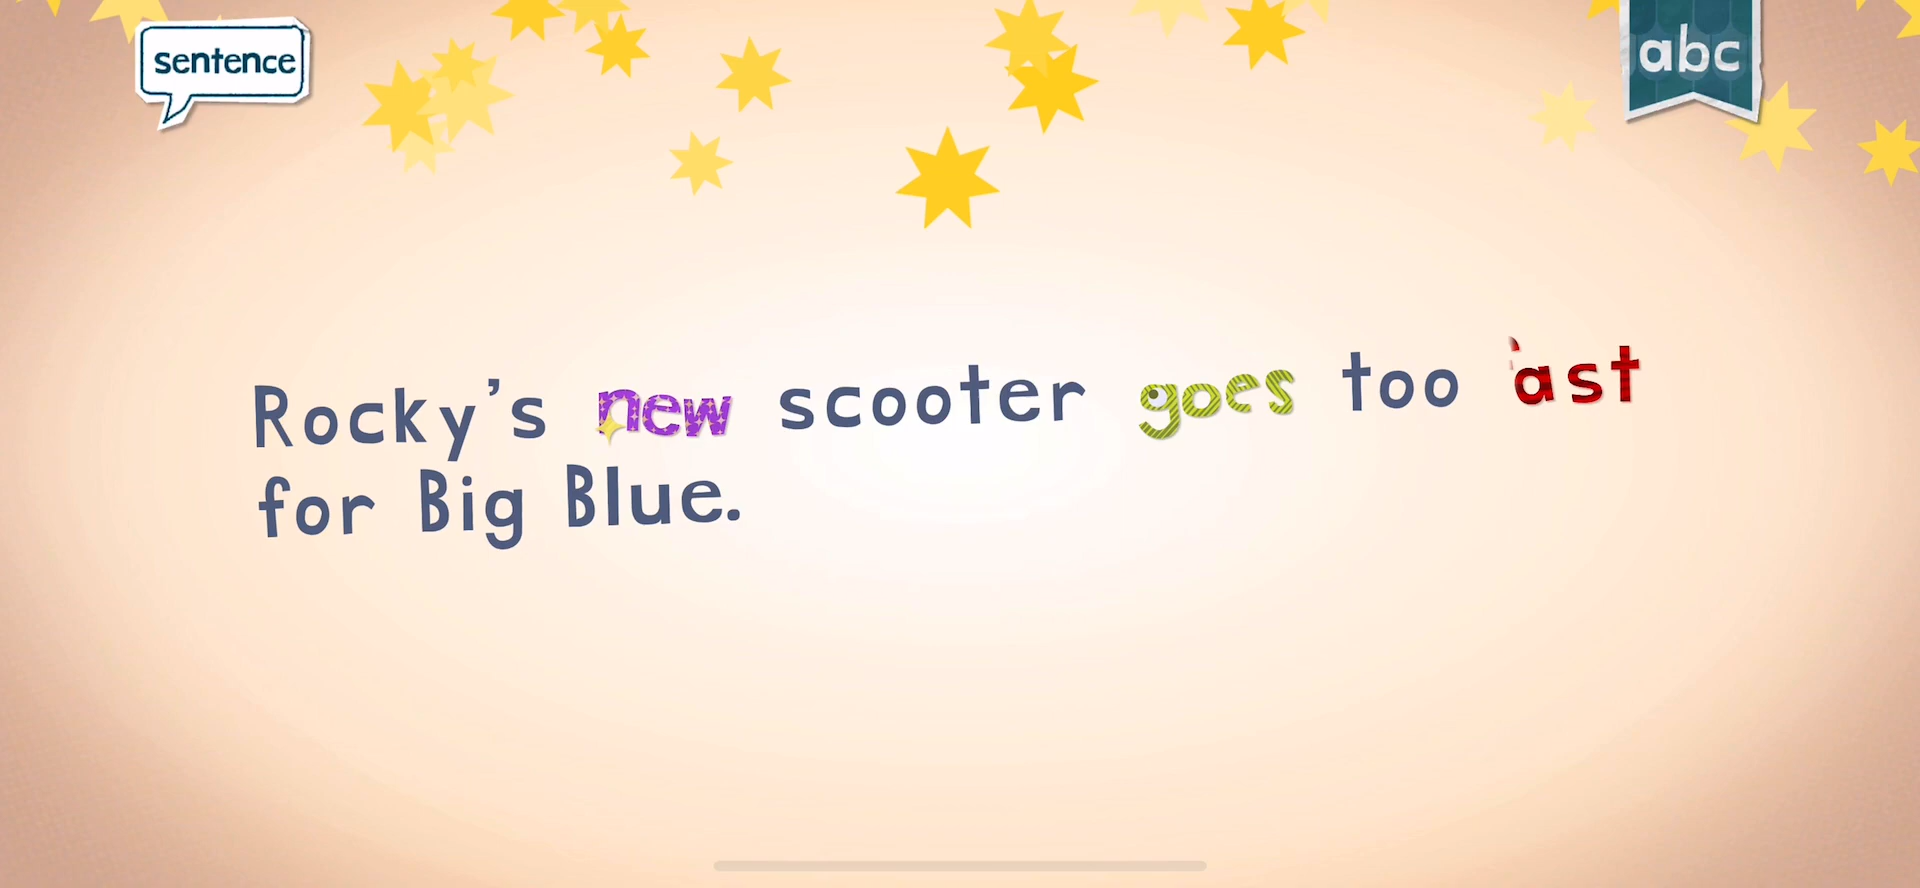 sentence
abc
Rocky's new scooter goes too ast
for Big Blue.